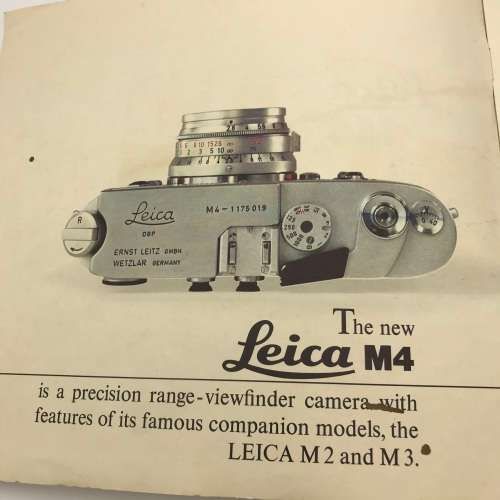 Leica
DBP
ERNST LEITZ GMBH
WETZLAR GERMANY
M4-1175019
R
The new
Leica M4
is a precision range-viewfinder camera with
features of its famous companion models, the
LEICA M2 and M3.